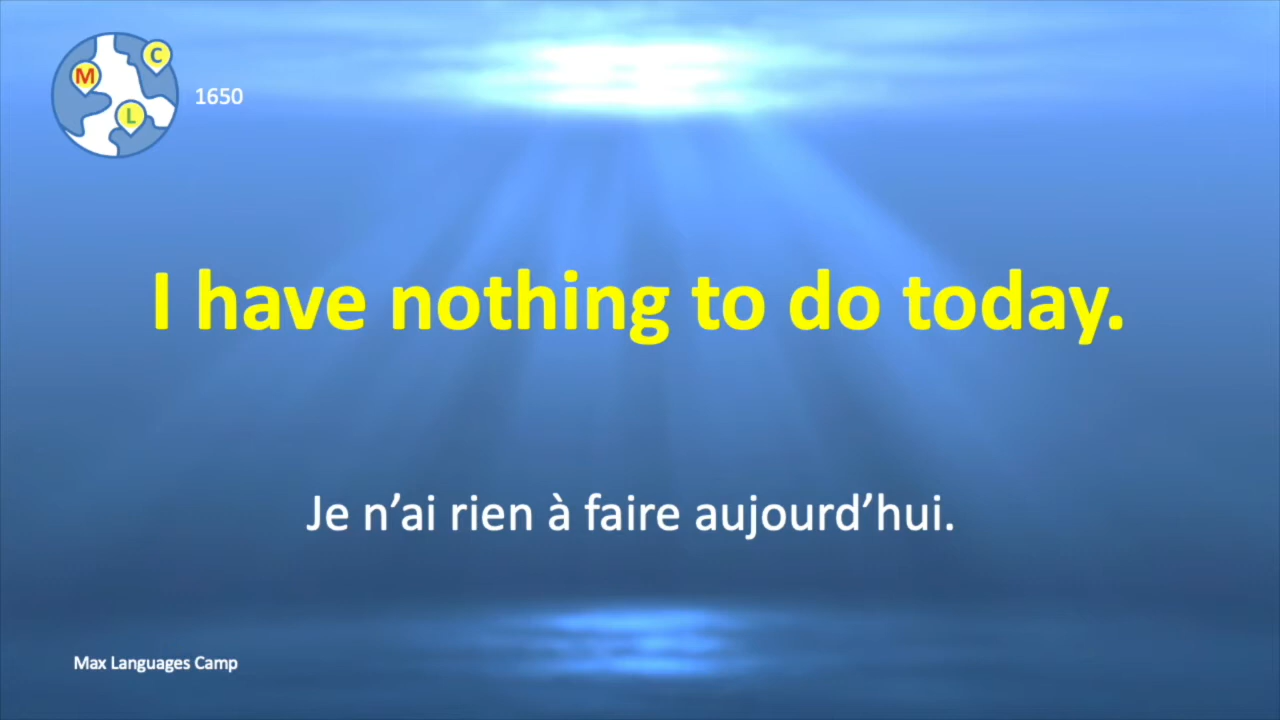 M
C
L
1650
I have nothing to do today.
Je n’ai rien à faire aujourd’hui.
Max Languages Camp